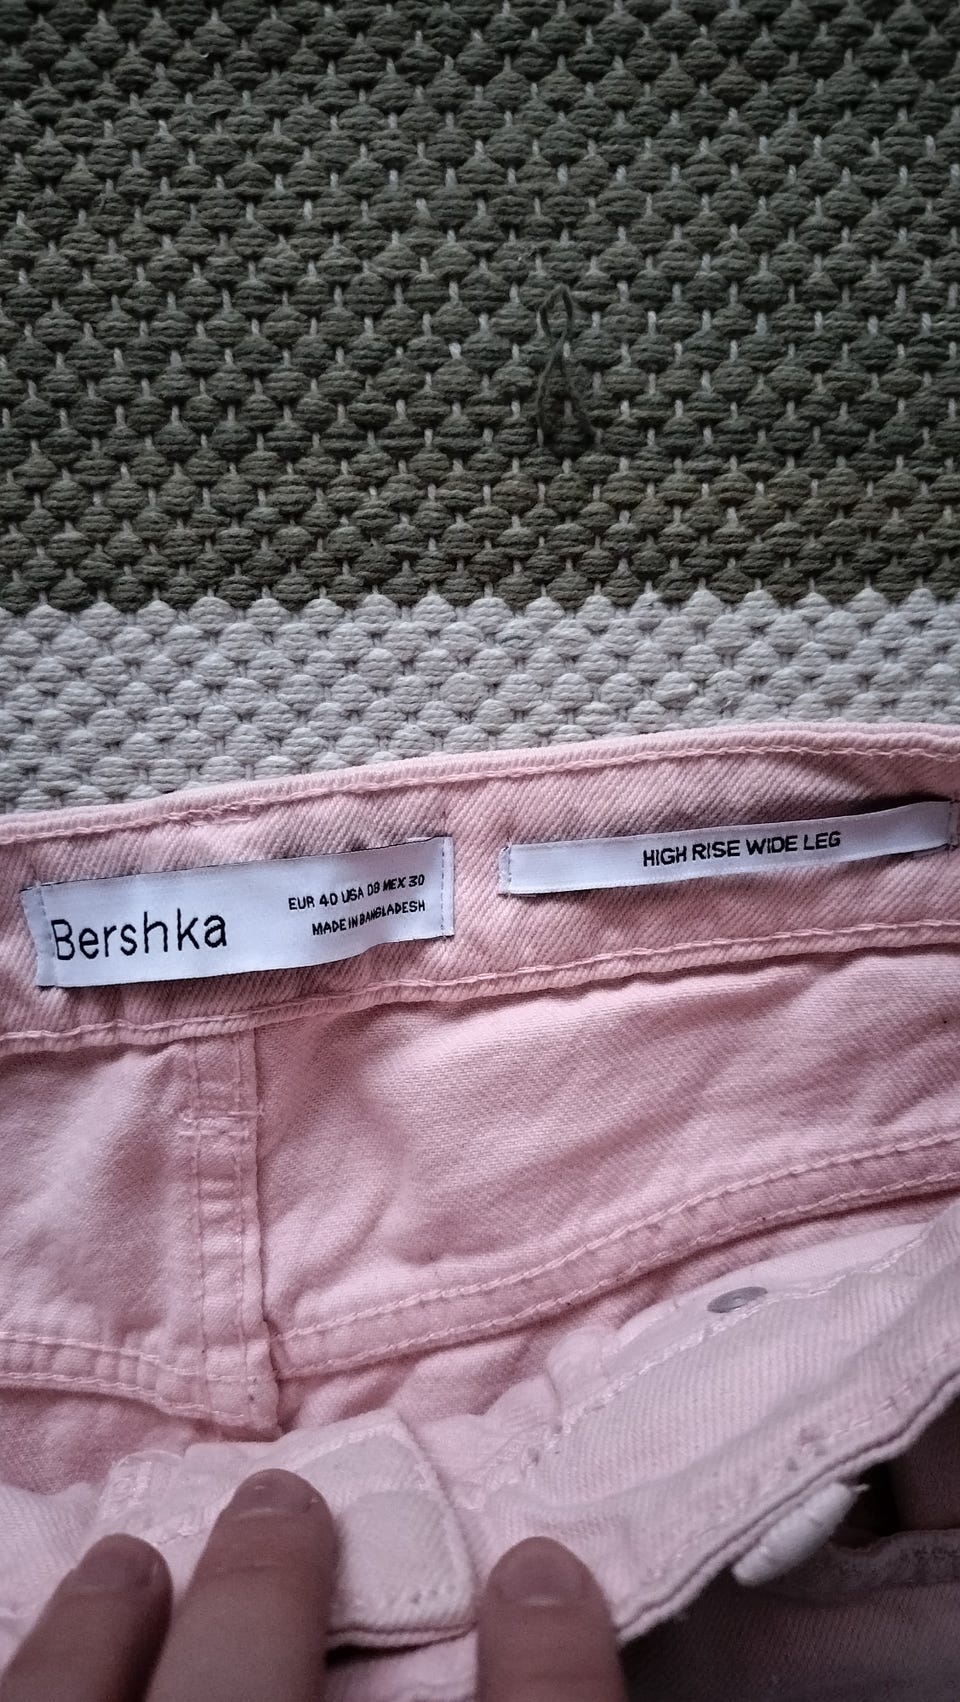 Bershka
EUR 40 USA 08 MEX 30
MADE IN BANGLADESH
HIGH RISE WIDE LEG